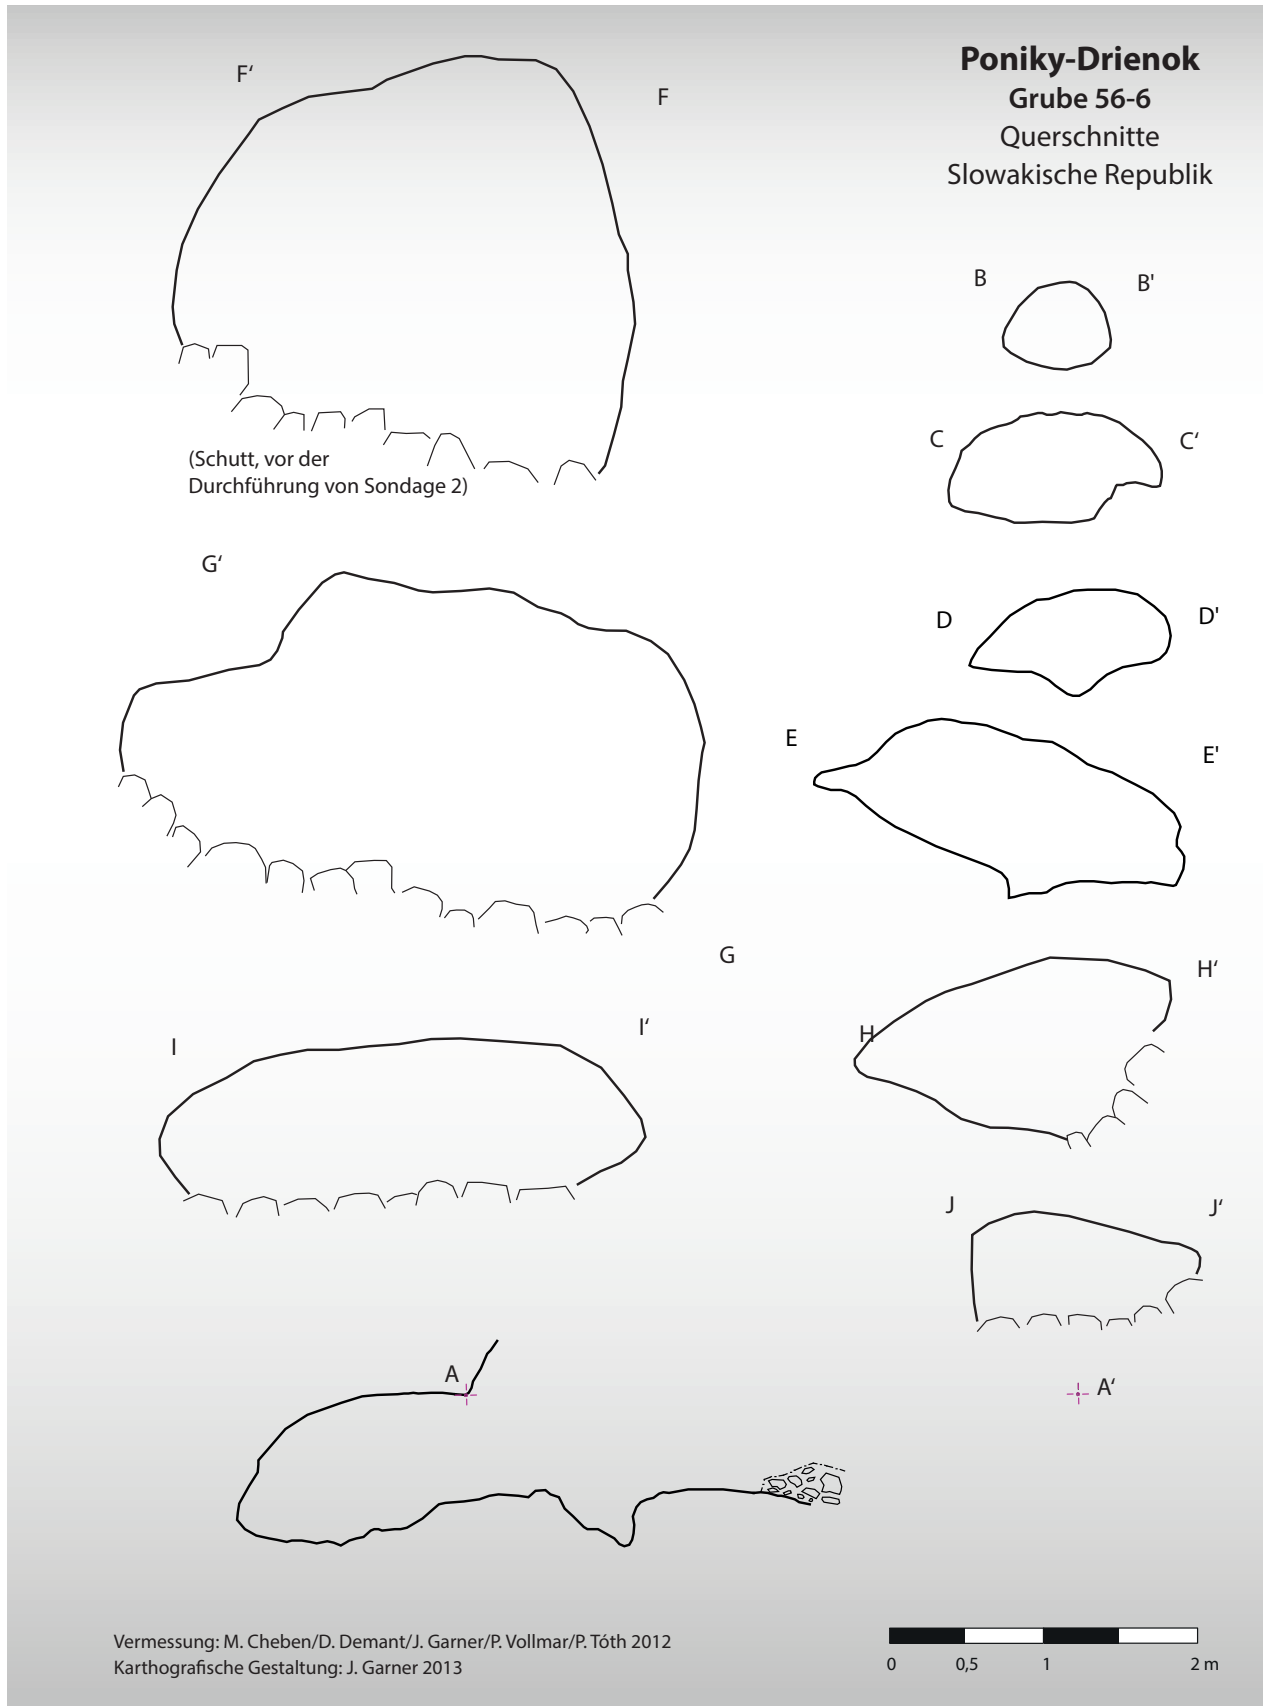 Poniky-Drienok
Grube 56-6
Querschnitte
Slowakische Republik
F‘
F
B
B'
C
C‘
(Schutt, vor der
Durchführung von Sondage 2)
G‘
D
D'
E
E'
G
H‘
H
I
I‘
J
J‘
A
A‘
Vermessung: M. Cheben/D. Demant/J. Garner/P. Vollmar/P. Tóth 2012
Karthografische Gestaltung: J. Garner 2013
0 0,5 1 2 m